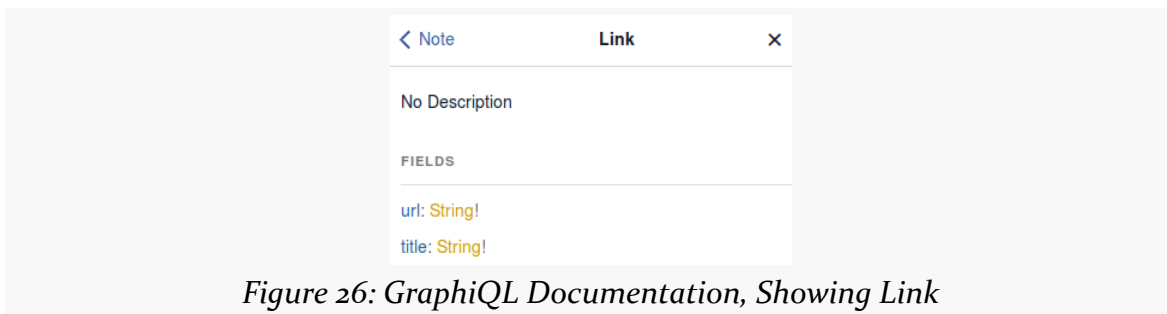 Note Link ×
No Description
FIELDS
url: String!
title: String!
Figure 26: GraphiQL Documentation, Showing Link